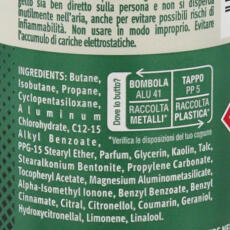 getto sia ben diretto sulla persona e non si disperda
inutilmente nell'aria, anche per evitare possibili rischi di
infiammabilità. Non usare in modo improprio. Evitare
l'accumulo di cariche elettrostatiche.
INGREDIENTS: Butane,
Isobutane, Propane,
Cyclopentasiloxane,
Aluminum
Chlorohydrate, C12-15
Alkyl Benzoate,
PPG-15 Stearyl Ether, Parfum, Glycerin, Kaolin, Talc,
Stearalkonium Bentonite, Propylene Carbonate,
Tocopheryl Acetate, Magnesium Aluminometasilicate,
Alpha-Isomethyl Ionone, Benzyl Benzoate, Benzyl
Cinnamate, Citral, Citronellol, Coumarin, Geraniol,
Hydroxycitronellal, Limonene, Linalool.
Dove lo butto?
BOMBOLA
ALU 41
RACCOLTA
METALLI*
TAPPO
PP 5
RACCOLTA
PLASTICA*
*Verifica le disposizioni del tuo comune